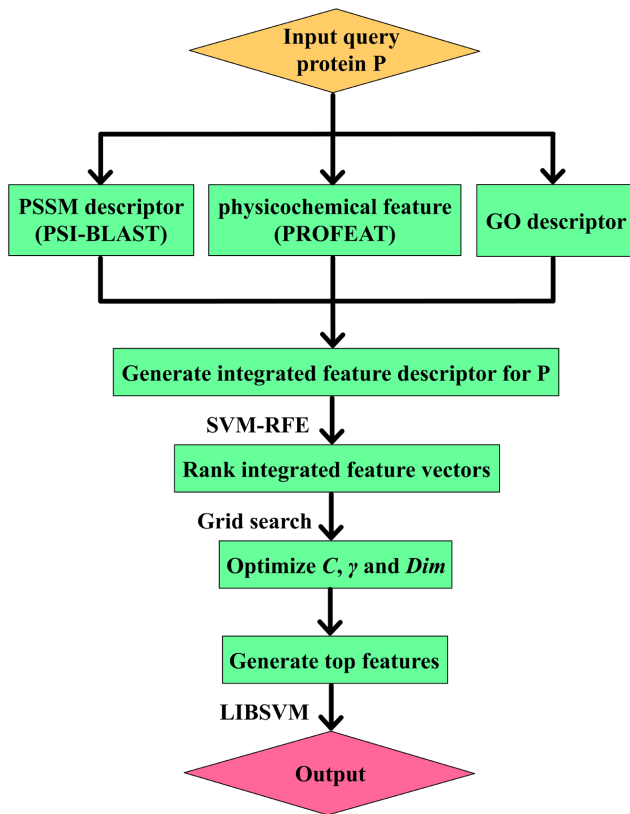 Input query
protein P
PSSM descriptor
(PSI-BLAST)
physicochemical feature
(PROFEAT)
GO descriptor
Generate integrated feature descriptor for P
SVM-RFE
Rank integrated feature vectors
Grid search
Optimize C, γ and Dim
Generate top features
LIBSVM
Output